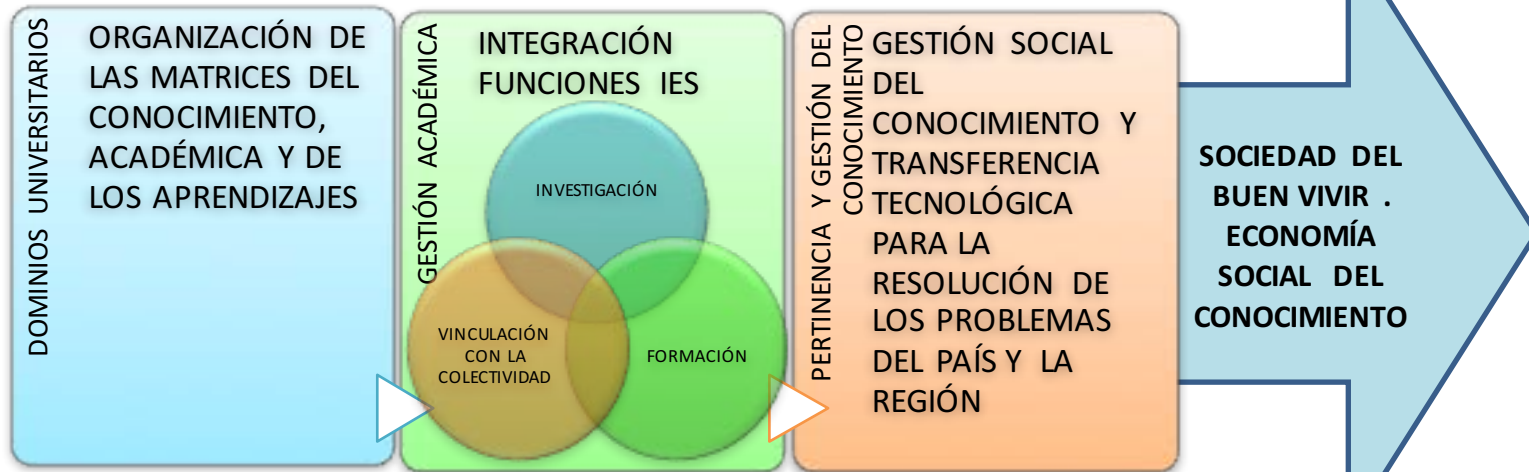 DOMINIOS UNIVERSITARIOS
ORGANIZACIÓN DE
LAS MATRICES DEL
CONOCIMIENTO,
ACADÉMICA Y DE
LOS APRENDIZAJES
GESTIÓN ACADÉMICA
INTEGRACIÓN
FUNCIONES IES
INVESTIGACIÓN
VINCULACIÓN
CON LA
COLECTIVIDAD
FORMACIÓN
PERTINENCIA Y GESTIÓN DEL
CONOCIMIENTO
GESTIÓN SOCIAL
DEL
CONOCIMIENTO Y
TRANSFERENCIA
TECNOLÓGICA
PARA LA
RESOLUCIÓN DE
LOS PROBLEMAS
DEL PAÍS Y LA
REGIÓN
SOCIEDAD DEL
BUEN VIVIR .
ECONOMÍA
SOCIAL DEL
CONOCIMIENTO